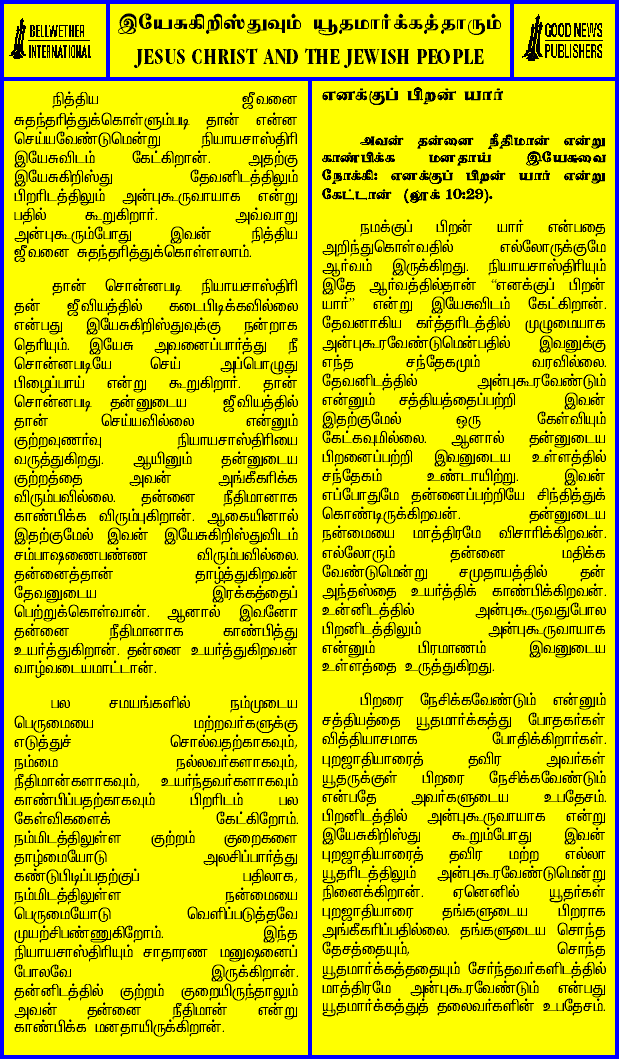 BELLWETHER
INTERNATIONAL
இயேசுகிறிஸ்துவும் யூதமார்க்கத்தாரும்
JESUS CHRIST AND THE JEWISH PEOPLE
GOOD NEWS
PUBLISHERS
நித்திய ஜீவனை
சுதந்தரித்துக்கொள்ளும்படி தான் என்ன
செய்யவேண்டுமென்று நியாயசாஸ்திரி
இயேசுவிடம் கேட்கிறான். அதற்கு
இயேசுகிறிஸ்து தேவனிடத்திலும்
பிறரிடத்திலும் அன்புகூருவாயாக என்று
பதில் கூறுகிறார். அவ்வாறு
அன்புகூரும்போது இவன் நித்திய
ஜீவனை சுதந்தரித்துக்கொள்ளலாம்.
தான் சொன்னபடி நியாயசாஸ்திரி
தன் ஜீவியத்தில் கடைபிடிக்கவில்லை
என்பது இயேசுகிறிஸ்துவுக்கு நன்றாக
தெரியும். இயேசு அவனைப்பார்த்து நீ
சொன்னபடியே செய் அப்பொழுது
பிழைப்பாய் என்று கூறுகிறார். தான்
சொன்னபடி தன்னுடைய ஜீவியத்தில்
தான் செய்யவில்லை என்னும்
குற்றவுணர்வு நியாயசாஸ்திரியை
வருத்துகிறது. ஆயினும் தன்னுடைய
குற்றத்தை அவன் அங்கீகரிக்க
விரும்பவில்லை. தன்னை நீதிமானாக
காண்பிக்க விரும்புகிறான். ஆகையினால்
இதற்குமேல் இவன் இயேசுகிறிஸ்துவிடம்
சம்பாஷணைபண்ண விரும்பவில்லை.
தன்னைத்தான் தாழ்த்துகிறவன்
தேவனுடைய இரக்கத்தைப்
பெற்றுக்கொள்வான். ஆனால் இவனோ
தன்னை நீதிமானாக காண்பித்து
உயர்த்துகிறான். தன்னை உயர்த்துகிறவன்
வாழ்வடையமாட்டான்.
பல சமயங்களில் நம்முடைய
பெருமையை மற்றவர்களுக்கு
எடுத்துச் சொல்வதற்காகவும்,
நம்மை நல்லவர்களாகவும்,
நீதிமான்களாகவும், உயர்ந்தவர்களாகவும்
காண்பிப்பதற்காகவும் பிறரிடம் பல
கேள்விகளைக் கேட்கிறோம்.
நம்மிடத்திலுள்ள குற்றம் குறைகளை
தாழ்மையோடு அலசிப்பார்த்து
கண்டுபிடிப்பதற்குப் பதிலாக,
நம்மிடத்திலுள்ள நன்மையை
பெருமையோடு வெளிப்படுத்தவே
முயற்சிபண்ணுகிறோம். இந்த
நியாயசாஸ்திரியும் சாதாரண மனுஷனைப்
போலவே இருக்கிறான்.
தன்னிடத்தில் குற்றம் குறையிருந்தாலும்
அவன் தன்னை நீதிமான் என்று
காண்பிக்க மனதாயிருக்கிறான்.
எனக்குப் பிறன் யார்
அவன் தன்னை நீதிமான் என்று
காண்பிக்க மனதாய் இயேசுவை
நோக்கி: எனக்குப் பிறன் யார் என்று
கேட்டான் (லூக் 10:29).
நமக்குப் பிறன் யார் என்பதை
அறிந்துகொள்வதில் எல்லோருக்குமே
ஆர்வம் இருக்கிறது. நியாயசாஸ்திரியும்
இதே ஆர்வத்தில்தான் “எனக்குப் பிறன்
யார்” என்று இயேசுவிடம் கேட்கிறான்.
தேவனாகிய கர்த்தரிடத்தில் முழுமையாக
அன்புகூரவேண்டுமென்பதில் இவனுக்கு
எந்த சந்தேகமும் வரவில்லை.
தேவனிடத்தில் அன்புகூரவேண்டும்
என்னும் சத்தியத்தைப்பற்றி இவன்
இதற்குமேல் ஒரு கேள்வியும்
கேட்கவுமில்லை. ஆனால் தன்னுடைய
பிறனைப்பற்றி இவனுடைய உள்ளத்தில்
சந்தேகம் உண்டாயிற்று. இவன்
எப்போதுமே தன்னைப்பற்றியே சிந்தித்துக்
கொண்டிருக்கிறவன். தன்னுடைய
நன்மையை மாத்திரமே விசாரிக்கிறவன்.
எல்லோரும் தன்னை மதிக்க
வேண்டுமென்று சமுதாயத்தில் தன்
அந்தஸ்தை உயர்த்திக் காண்பிக்கிறவன்.
உன்னிடத்தில் அன்புகூருவதுபோல
பிறனிடத்திலும் அன்புகூருவாயாக
என்னும் பிரமாணம் இவனுடைய
உள்ளத்தை உருத்துகிறது.
பிறரை நேசிக்கவேண்டும் என்னும்
சத்தியத்தை யூதமார்க்கத்து போதகர்கள்
வித்தியாசமாக போதிக்கிறார்கள்.
புறஜாதியாரைத் தவிர அவர்கள்
யூதருக்குள் பிறரை நேசிக்கவேண்டும்
என்பதே அவர்களுடைய உபதேசம்.
பிறனிடத்தில் அன்புகூருவாயாக என்று
இயேசுகிறிஸ்து கூறும்போது இவன்
புறஜாதியாரைத் தவிர மற்ற எல்லா
யூதரிடத்திலும் அன்புகூரவேண்டுமென்று
நினைக்கிறான். ஏனெனில் யூதர்கள்
புறஜாதியாரை தங்களுடைய பிறராக
அங்கீகரிப்பதில்லை. தங்களுடைய சொந்த
தேசத்தையும், சொந்த
யூதமார்க்கத்ததையும் சேர்ந்தவர்களிடத்தில்
மாத்திரமே அன்புகூரவேண்டும் என்பது
யூதமார்க்கத்துத் தலைவர்களின் உபதேசம்.